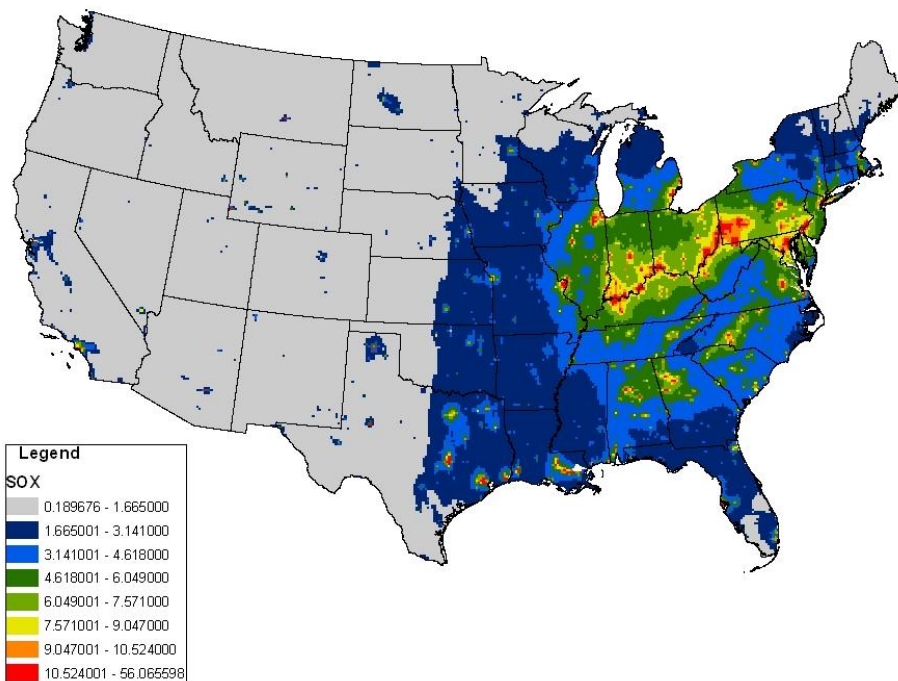 Legend
SOX
0.189676 - 1.665000
1.665001 - 3.141000
3.141001 - 4.618000
4.618001 - 6.049000
6.049001 - 7.571000
7.571001 - 9.047000
9.047001 - 10.524000
10.524001 - 56.065598